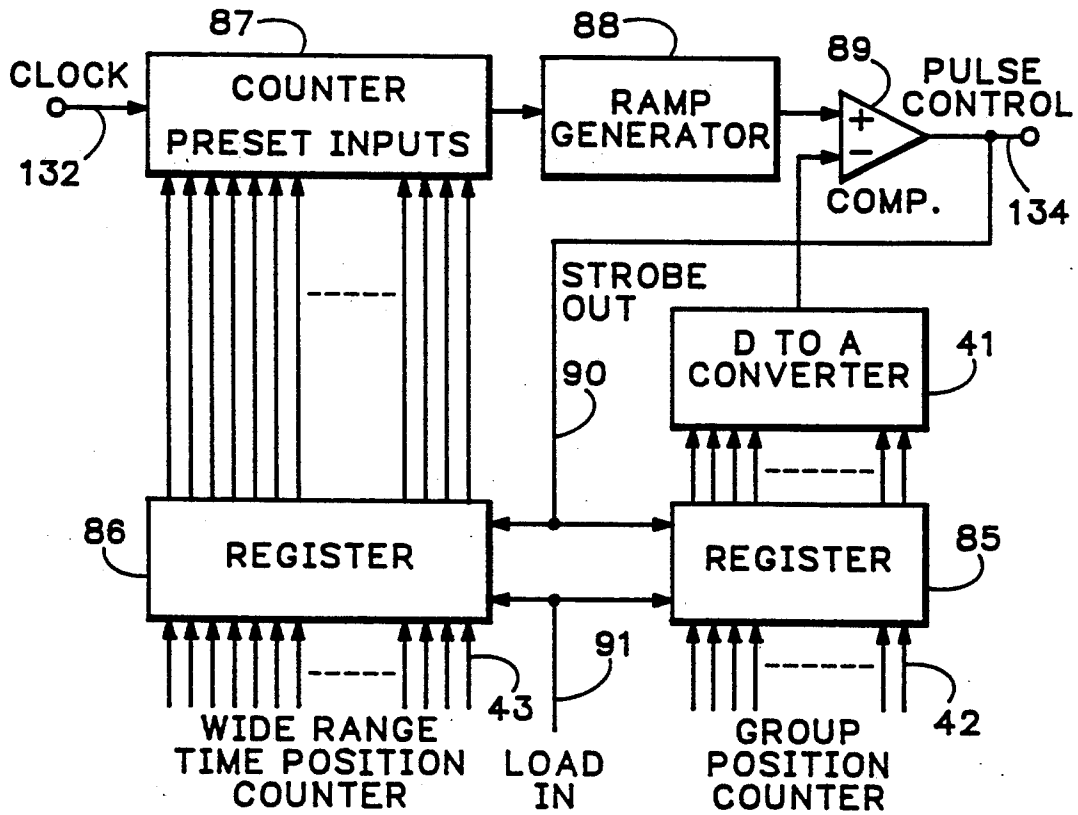 87
88
89
CLOCK
COUNTER
PRESET INPUTS
RAMP
GENERATOR
+
−
PULSE
CONTROL
132
COMP.
134
STROBE
OUT
D TO A
CONVERTER
41
90
86
REGISTER
REGISTER
85
91
43
42
WIDE RANGE
TIME POSITION
COUNTER
LOAD
IN
GROUP
POSITION
COUNTER